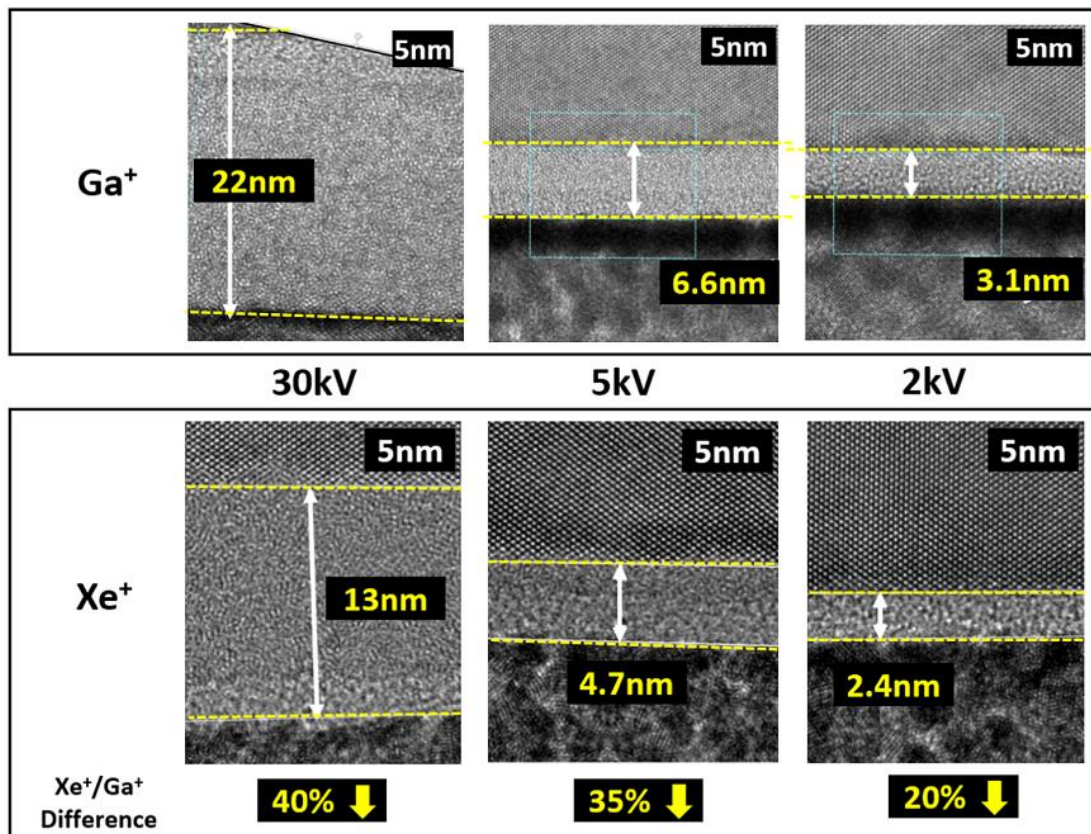 5nm 5nm 5nm
Ga⁺
22nm
6.6nm 3.1nm
30kV 5kV 2kV
5nm 5nm 5nm
Xe⁺
13nm
4.7nm 2.4nm
Xe⁺/Ga⁺
Difference
40% 35% 20%